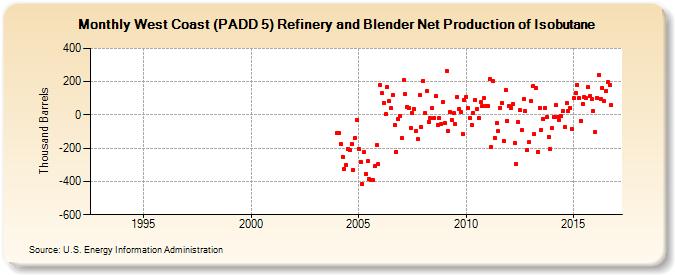 Monthly West Coast (PADD 5) Refinery and Blender Net Production of Isobutane
Thousand Barrels
400
200
0
-200
-400
-600
1995 2000 2005 2010 2015
Source: U.S. Energy Information Administration